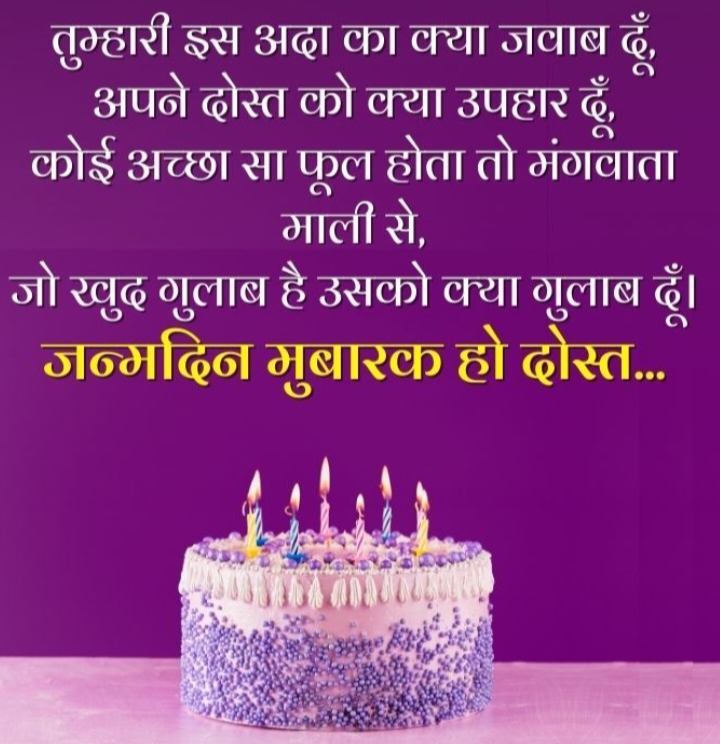 तुम्हारी इस अदा का क्या जवाब दूँ,
अपने दोस्त को क्या उपहार दूँ,
कोई अच्छा सा फूल होता तो मंगवाता
माली से,
जो खुद गुलाब है उसको क्या गुलाब दूँ।
जन्मदिन मुबारक हो दोस्त...